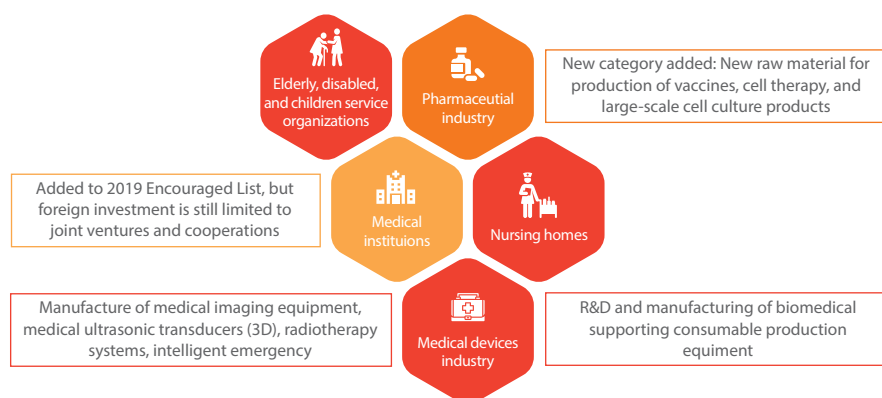 Elderly, disabled,
and children service
organizations
Pharmaceutial
industry
New category added: New raw material for
production of vaccines, cell therapy, and
large-scale cell culture products
Added to 2019 Encouraged List, but
foreign investment is still limited to
joint ventures and cooperations
Medical
instituions
Nursing homes
Manufacture of medical imaging equipment,
medical ultrasonic transducers (3D), radiotherapy
systems, intelligent emergency
Medical devices
industry
R&D and manufacturing of biomedical
supporting consumable production
equiment